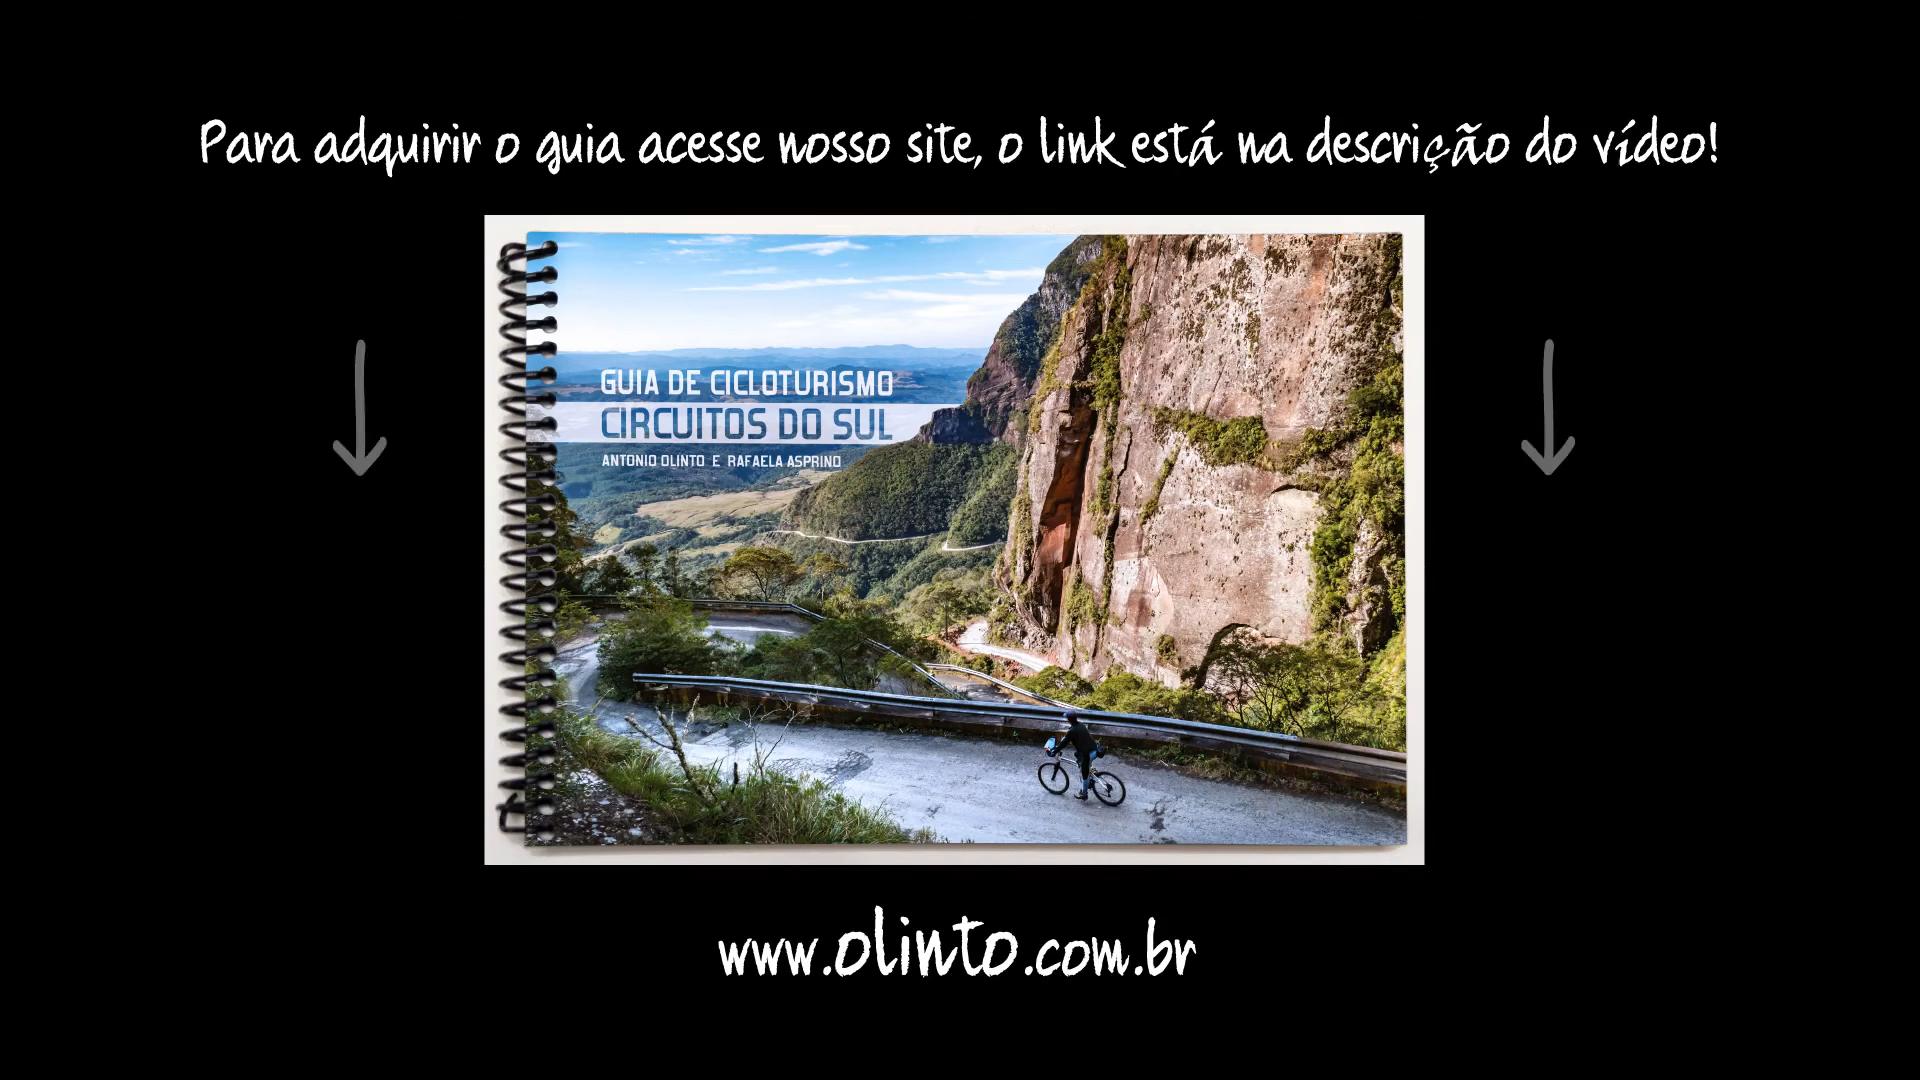 Para adquirir o guia acesse nosso site, o link está na descrição do vídeo!
GUIA DE CICLOTURISMO
CIRCUITOS DO SUL
ANTONIO OLINTO E RAFAELA ASPRINO
www.olinto.com.br